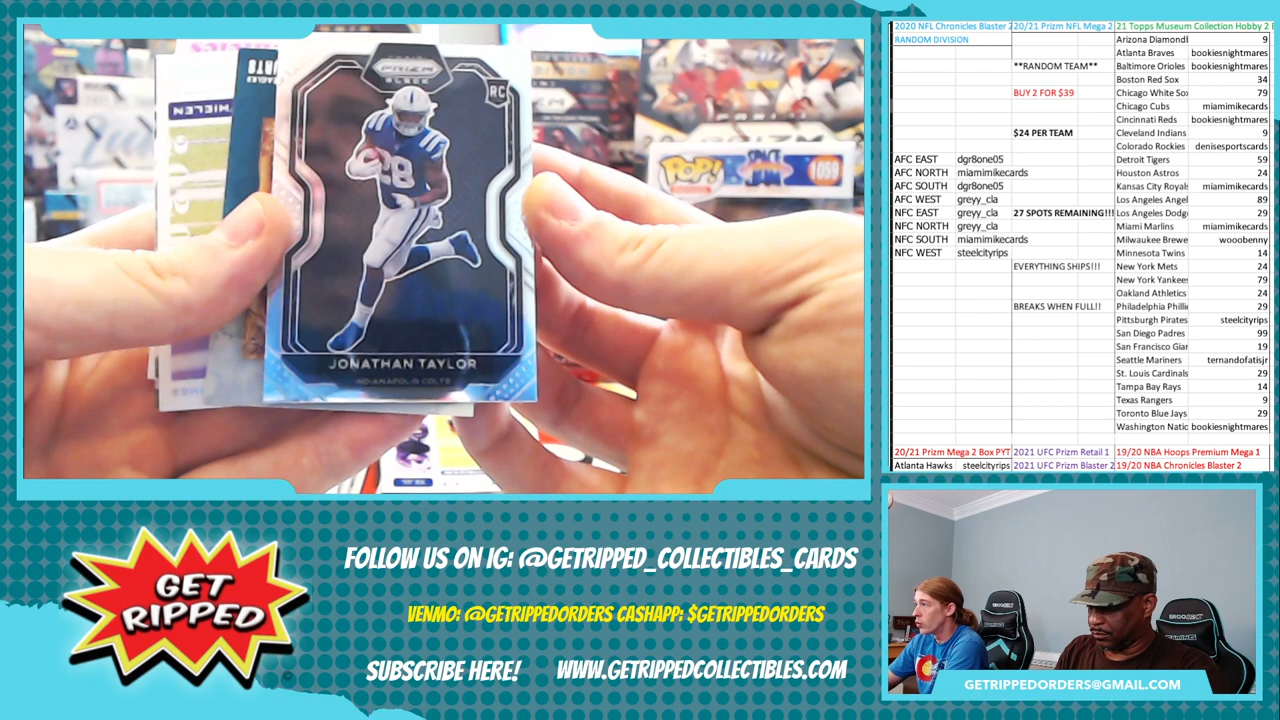 PRIZM
BLACK
RC
28
JONATHAN TAYLOR
INDIANAPOLIS COLTS
THIELEN
PRIZM
POP!
1059
2020 NFL Chronicles Blaster 2 20/21 Prizm NFL Mega 2 21 Topps Museum Collection Hobby 2
RANDOM DIVISION Arizona Diamond 9
Atlanta Braves bookiesnightmares
**RANDOM TEAM** Baltimore Orioles bookiesnightmares
Boston Red Sox 34
BUY 2 FOR $39 Chicago White Sox 79
Chicago Cubs miamimikecards
Cincinnati Reds bookiesnightmares
$24 PER TEAM Cleveland Indians 9
Colorado Rockies denisesportscards
AFC EAST dgr8one05 Detroit Tigers 59
AFC NORTH miamimikecards Houston Astros 24
AFC SOUTH dgr8one05 Kansas City Royals miamimikecards
AFC WEST greyy_cla Los Angeles Angel 89
NFC EAST greyy_cla 27 SPOTS REMAINING!!! Los Angeles Dodg 29
NFC NORTH greyy_cla Miami Marlins miamimikecards
NFC SOUTH miamimikecards Milwaukee Brewe wooobenny
NFC WEST steelcityrips Minnesota Twins 14
EVERYTHING SHIPS!!! New York Mets 24
New York Yankees 79
Oakland Athletics 24
BREAKS WHEN FULL!! Philadelphia Phillie 29
Pittsburgh Pirates steelcityrips
San Diego Padres 99
San Francisco Gian 19
Seattle Mariners ternandofatisjr
St. Louis Cardinals 29
Tampa Bay Rays 14
Texas Rangers 9
Toronto Blue Jays 29
Washington Natio bookiesnightmares
20/21 Prizm Mega 2 Box PYT 2021 UFC Prizm Retail 1 19/20 NBA Hoops Premium Mega 1
Atlanta Hawks steelcityrips 2021 UFC Prizm Blaster 2 19/20 NBA Chronicles Blaster 2
GET
RIPPED
FOLLOW US ON IG: @GETRIPPED_COLLECTIBLES_CARDS
VENMO: @GETRIPPEDORDERS CASHAPP: $GETRIPPEDORDERS
SUBSCRIBE HERE! WWW.GETRIPPEDCOLLECTIBLES.COM
GETRIPPEDORDERS@GMAIL.COM